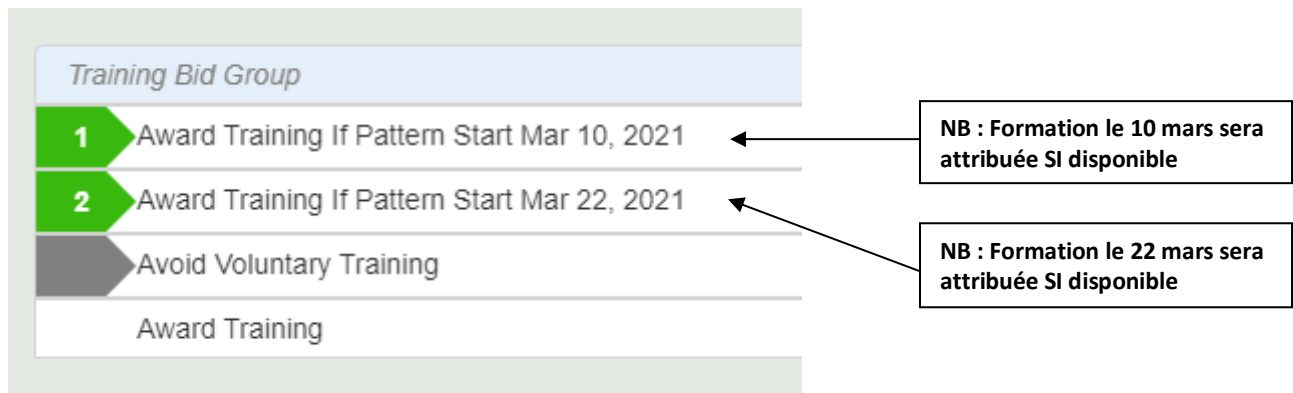 Training Bid Group
1 Award Training If Pattern Start Mar 10, 2021
NB : Formation le 10 mars sera
attribuée SI disponible
2 Award Training If Pattern Start Mar 22, 2021
Avoid Voluntary Training
NB : Formation le 22 mars sera
attribuée SI disponible
Award Training